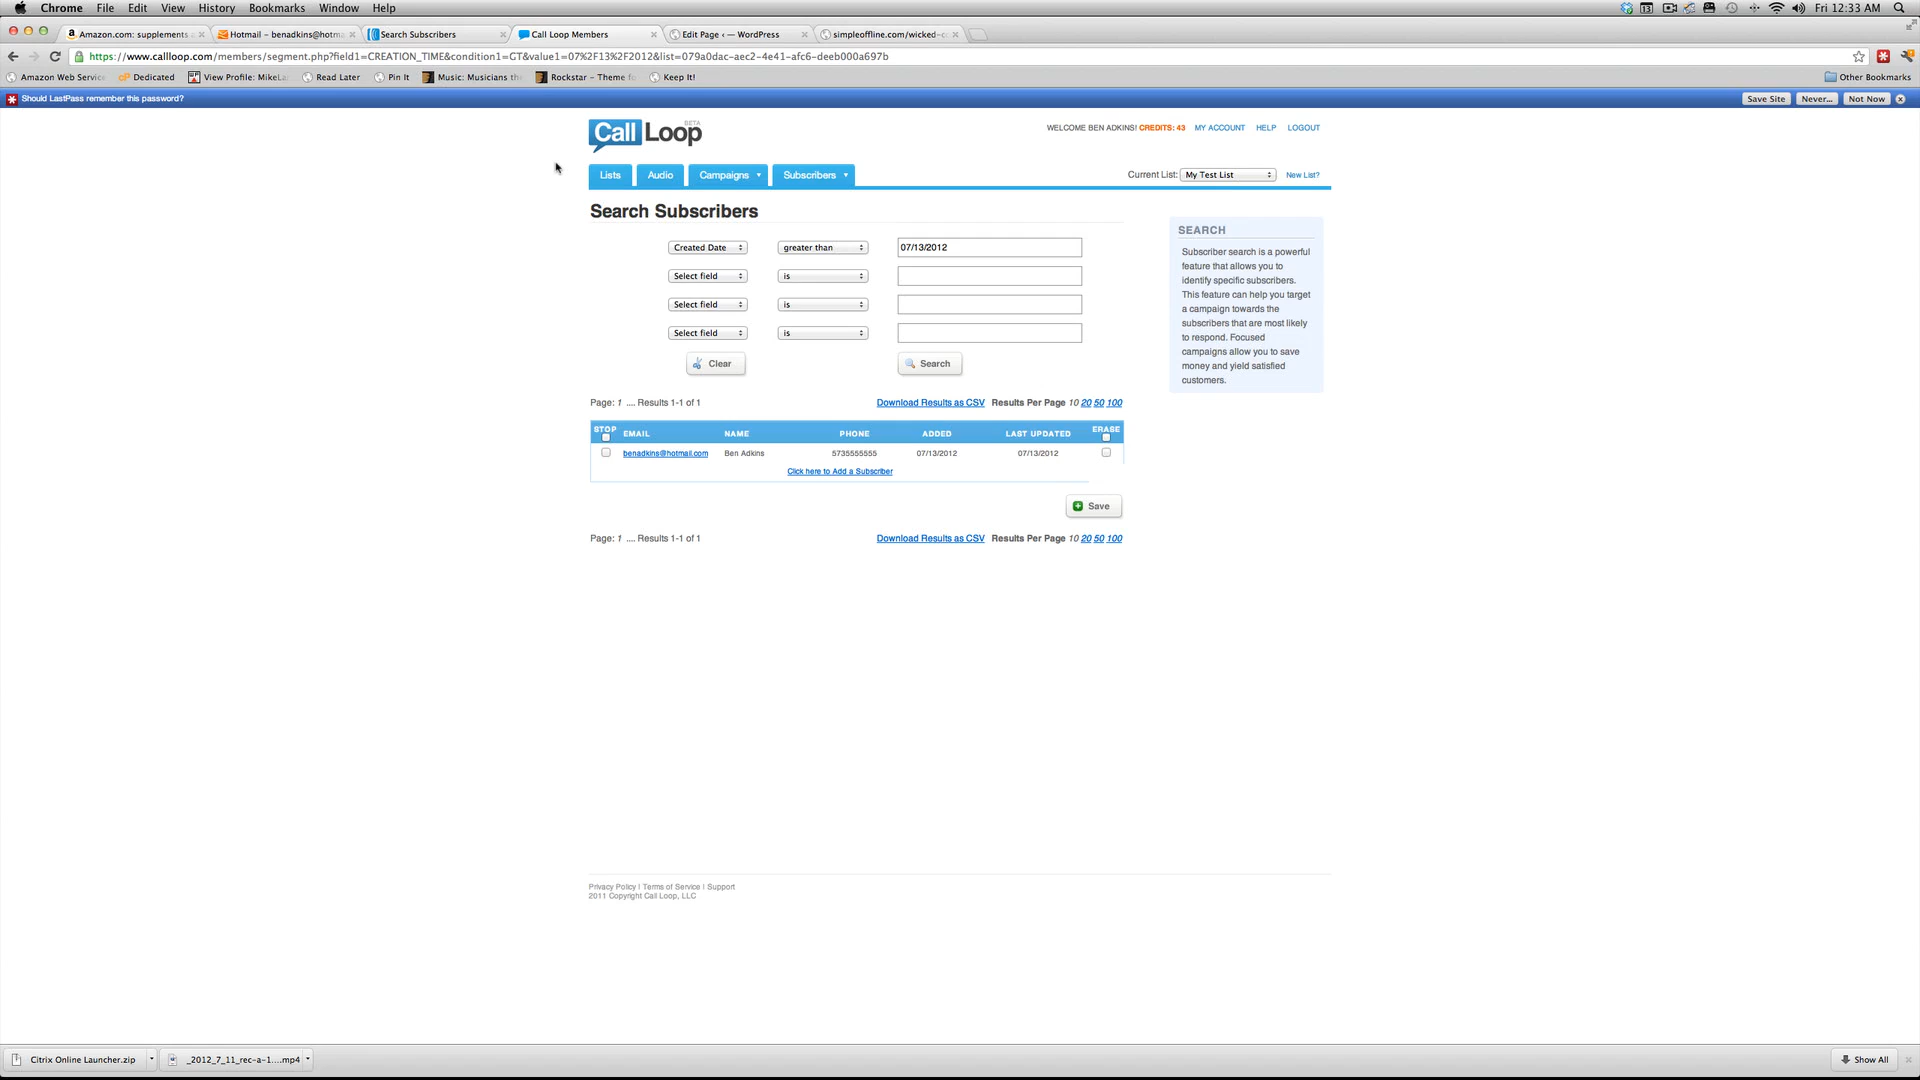 Chrome File Edit View History Bookmarks Window Help
13
Fri 12:33 AM
Amazon.com: supplements
Hotmail - benadkins@hotma
Search Subscribers
Call Loop Members
Edit Page ‹ — WordPress
simpleoffline.com/wicked-c
https://www.callloop.com/members/segment.php?field1=CREATION_TIME&condition1=GT&value1=07%2F13%2F2012&list=079a0dac-aec2-4e41-afc6-deeb000a697b
Amazon Web Service Dedicated View Profile: MikeLa Read Later Pin It Music: Musicians th Rockstar - Theme fo Keep It! Other Bookmarks
Should LastPass remember this password? Save Site Never... Not Now
Call Loop BETA
WELCOME BEN ADKINS! CREDITS: 43 MY ACCOUNT HELP LOGOUT
Lists Audio Campaigns Subscribers
Current List: My Test List New List?
Search Subscribers
Created Date greater than 07/13/2012
Select field is
Select field is
Select field is
Clear Search
SEARCH
Subscriber search is a powerful
feature that allows you to
identify specific subscribers.
This feature can help you target
a campaign towards the
subscribers that are most likely
to respond. Focused
campaigns allow you to save
money and yield satisfied
customers.
Page: 1 .... Results 1-1 of 1 Download Results as CSV Results Per Page 10 20 50 100
STOP EMAIL NAME PHONE ADDED LAST UPDATED ERASE
benadkins@hotmail.com Ben Adkins 5735555555 07/13/2012 07/13/2012
Click here to Add a Subscriber
Save
Page: 1 .... Results 1-1 of 1 Download Results as CSV Results Per Page 10 20 50 100
Privacy Policy | Terms of Service | Support
2011 Copyright Call Loop, LLC
Citrix Online Launcher.zip _2012_7_11_rec-a-1....mp4 Show All